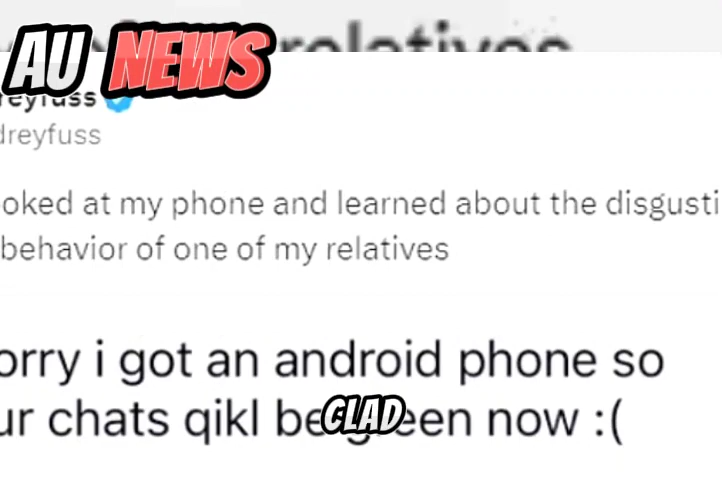 relatives
AU NEWS
reyfuss
dreyfuss
oked at my phone and learned about the disgusti
behavior of one of my relatives
orry i got an android phone so
ur chats qikl be green now :(
CLAD